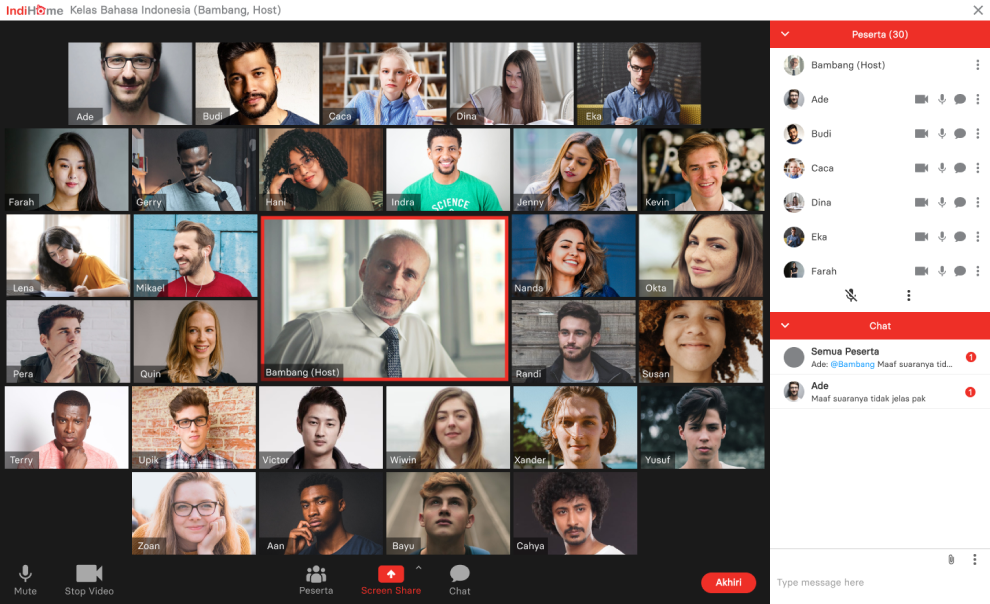 IndiHome Kelas Bahasa Indonesia (Bambang, Host)
Ade
Budi
Caca
Dina
Eka
Farah
Gerry
Hani
Indra
SCIENCE
Jenny
Kevin
Lena
Mikael
Bambang (Host)
Nanda
Okta
Pera
Quin
Randi
Susan
Terry
Upik
Victor
Wiwin
Xander
Yusuf
Zoan
Aan
Bayu
Cahya
Mute
Stop Video
Peserta
Screen Share
Chat
Akhiri
Peserta (30)
Bambang (Host)
Ade
Budi
Caca
Dina
Eka
Farah
Chat
Semua Peserta
Ade: @Bambang Maaf suaranya tid...
1
Ade
Maaf suaranya tidak jelas pak
1
Type message here